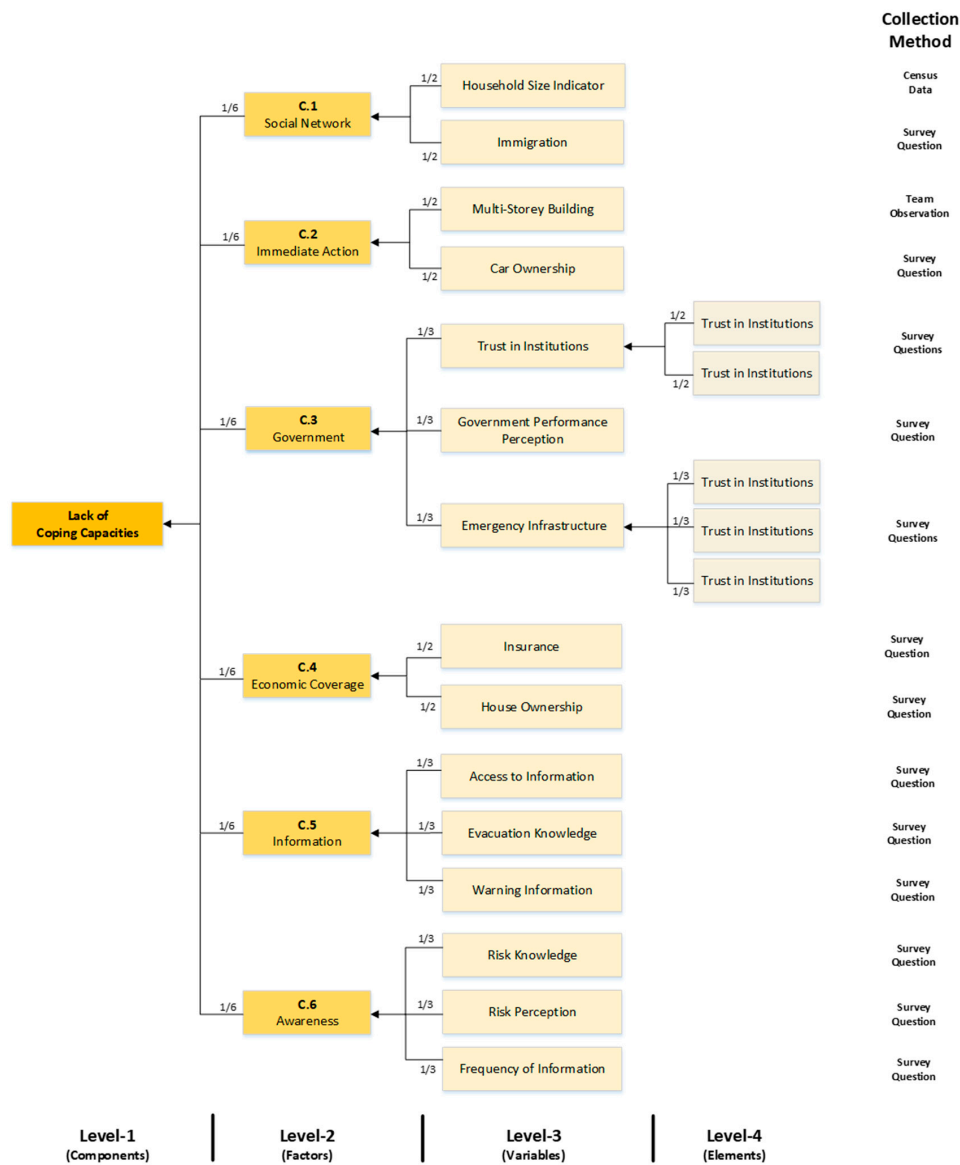 Collection
Method
1/2
Household Size Indicator
Census
Data
1/6
C.1
Social Network
Immigration
1/2
Survey
Question
1/2
Multi-Storey Building
Team
Observation
1/6
C.2
Immediate Action
Car Ownership
1/2
Survey
Question
1/3
Trust in Institutions
1/2
Trust in Institutions
1/2
Trust in Institutions
Survey
Questions
1/6
C.3
Government
1/3
Government Performance
Perception
Survey
Question
1/3
Emergency Infrastructure
1/3
Trust in Institutions
1/3
Trust in Institutions
1/3
Trust in Institutions
Survey
Questions
Lack of
Coping Capacities
1/2
Insurance
Survey
Question
1/6
C.4
Economic Coverage
1/2
House Ownership
Survey
Question
1/3
Access to Information
Survey
Question
1/6
C.5
Information
1/3
Evacuation Knowledge
Survey
Question
1/3
Warning Information
Survey
Question
1/3
Risk Knowledge
Survey
Question
1/6
C.6
Awareness
1/3
Risk Perception
Survey
Question
1/3
Frequency of Information
Survey
Question
Level-1
(Components)
Level-2
(Factors)
Level-3
(Variables)
Level-4
(Elements)